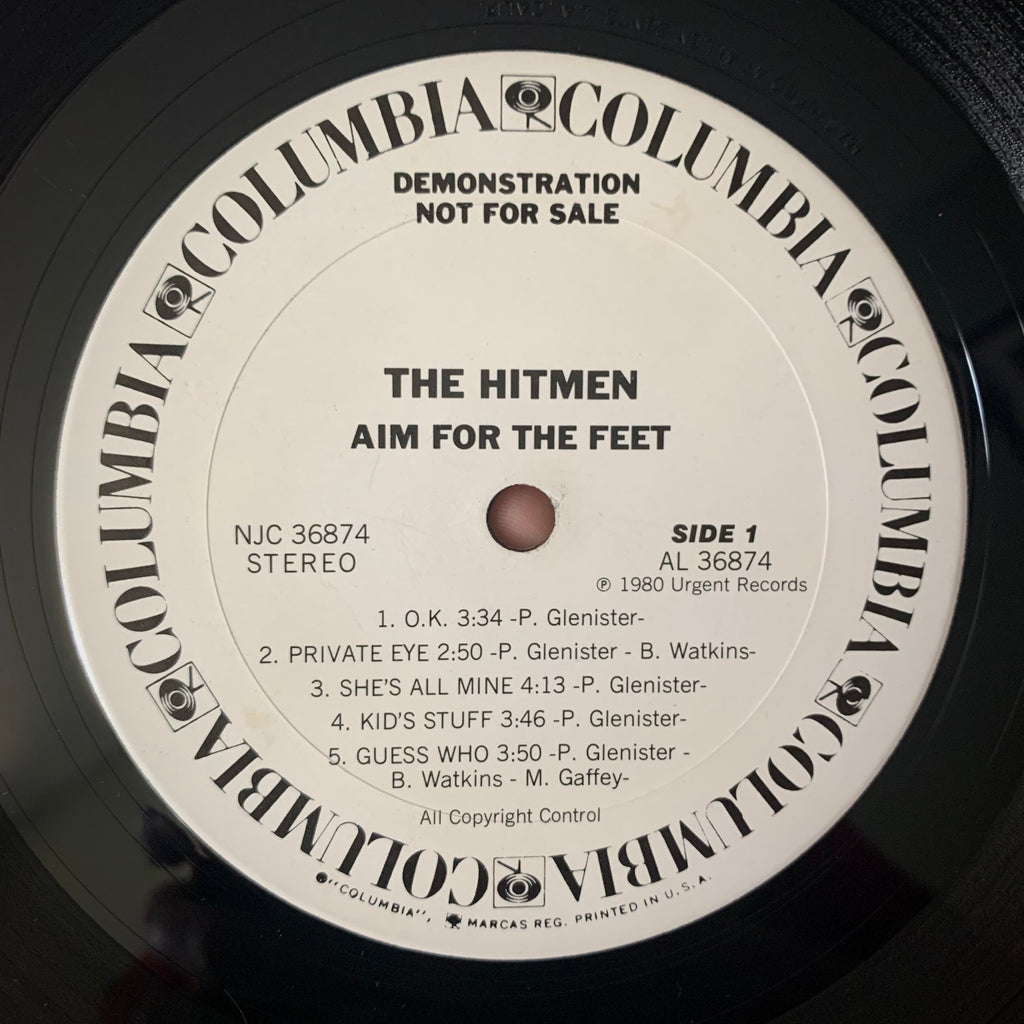 COLUMBIA COLUMBIA COLUMBIA COLUMBIA COLUMBIA COLUMBIA
DEMONSTRATION
NOT FOR SALE
THE HITMEN
AIM FOR THE FEET
NJC 36874
STEREO
SIDE 1
AL 36874
℗ 1980 Urgent Records
1. O.K. 3:34 -P. Glenister-
2. PRIVATE EYE 2:50 -P. Glenister - B. Watkins-
3. SHE'S ALL MINE 4:13 -P. Glenister-
4. KID'S STUFF 3:46 -P. Glenister-
5. GUESS WHO 3:50 -P. Glenister -
B. Watkins - M. Gaffey-
All Copyright Control
"COLUMBIA", MARCAS REG. PRINTED IN U.S.A.